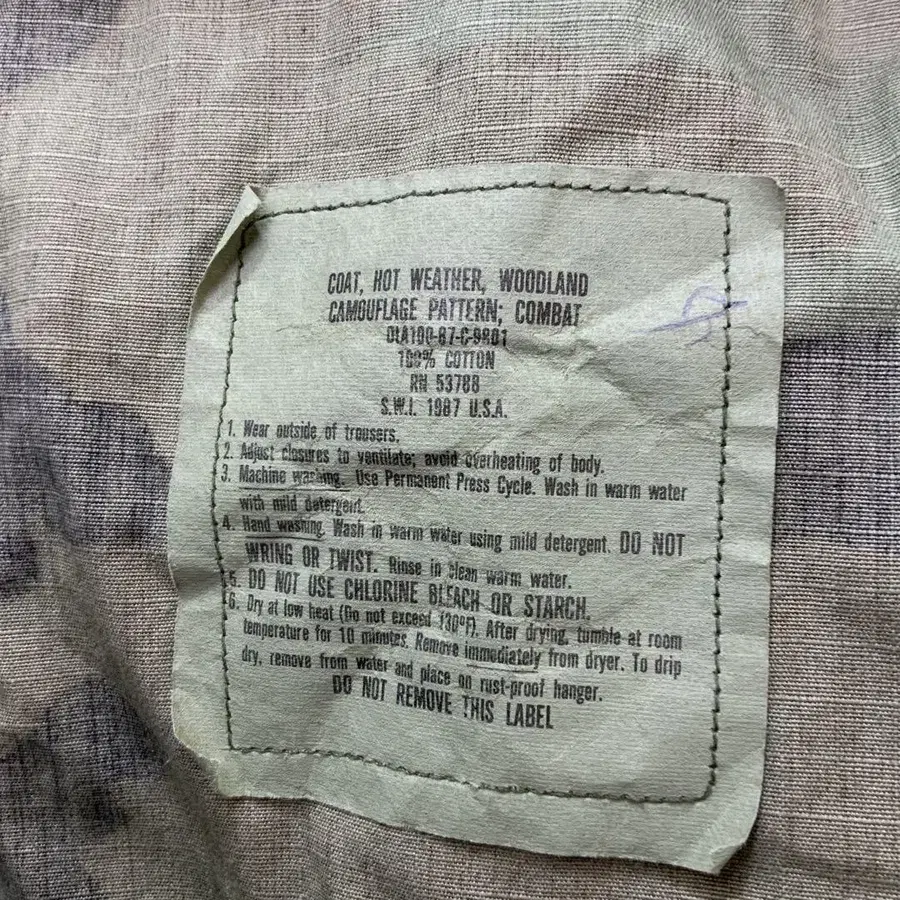 COAT, HOT WEATHER, WOODLAND
CAMOUFLAGE PATTERN; COMBAT
100% COTTON
RN 53788
S.W.I. 1987 U.S.A.
1. Wear outside of trousers.
2. Adjust closures to ventilate; avoid overheating of body.
3. Machine washing. Use Permanent Press Cycle. Wash in warm water
with mild detergent.
4. Hand washing. Wash in warm water using mild detergent. DO NOT
WRING OR TWIST. Rinse in clean warm water.
5. DO NOT USE CHLORINE BLEACH OR STARCH.
6. Dry at low heat (Do not exceed 130°F). After drying, tumble at room
temperature for 10 minutes. Remove immediately from dryer. To drip
dry, remove from water and place on rust-proof hanger.
DO NOT REMOVE THIS LABEL